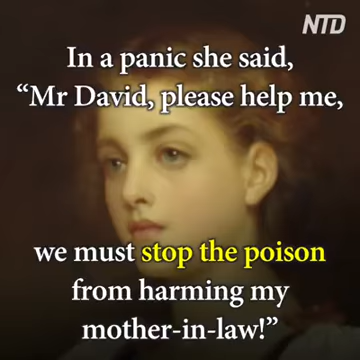 NTD
In a panic she said,
“Mr David, please help me,
we must stop the poison
from harming my
mother-in-law!”